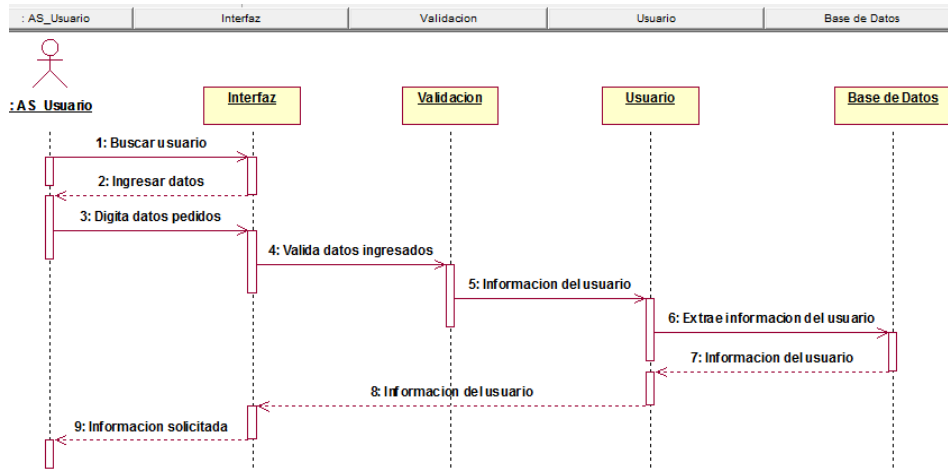 : AS_Usuario
Interfaz
Validacion
Usuario
Base de Datos
: AS_Usuario
Interfaz
Validacion
Usuario
Base de Datos
1: Buscar usuario
2: Ingresar datos
3: Digita datos pedidos
4: Valida datos ingresados
5: Informacion del usuario
6: Extrae informacion del usuario
7: Informacion del usuario
8: Informacion del usuario
9: Informacion solicitada